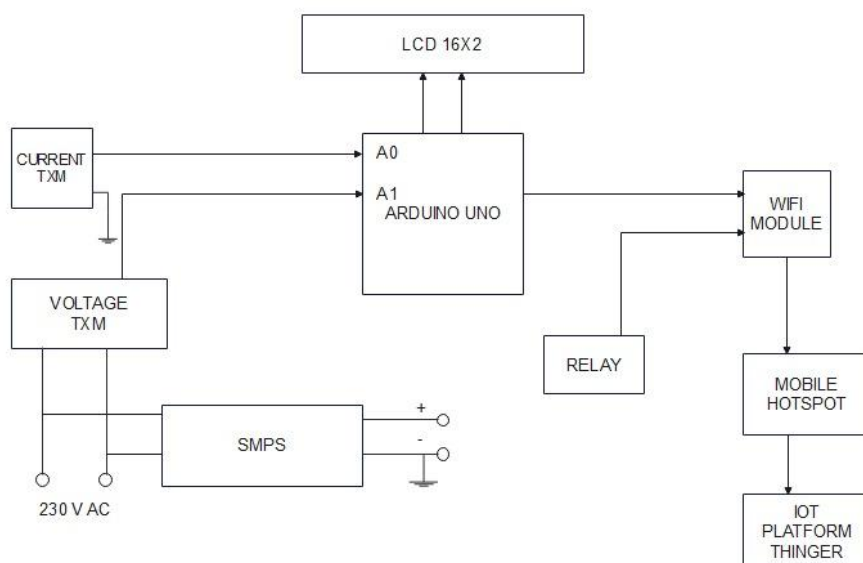 LCD 16X2
CURRENT
TXM
A0
A1
ARDUINO UNO
WIFI
MODULE
VOLTAGE
TXM
RELAY
MOBILE
HOTSPOT
+
SMPS
-
230 V AC
IOT
PLATFORM
THINGER